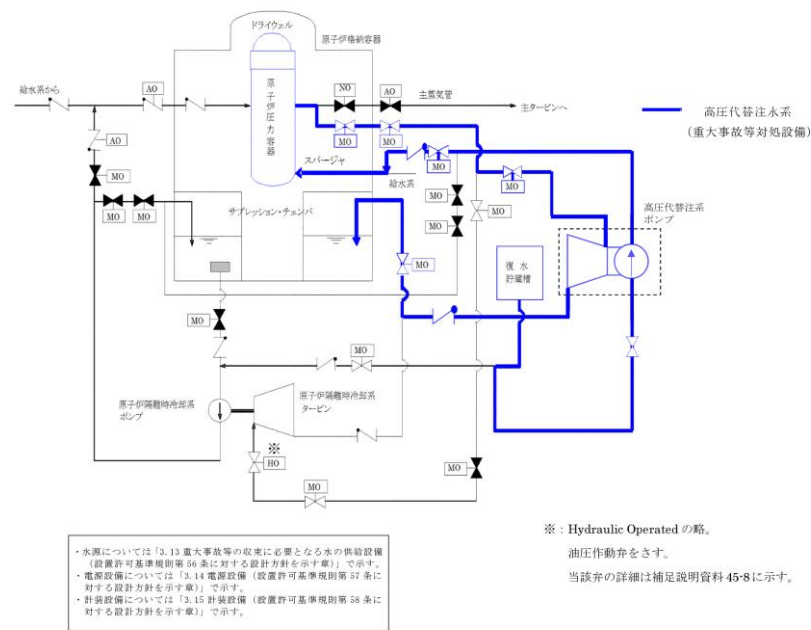 ドライウェル
原子炉格納容器
給水系から
AO
NO
AO
主蒸気管
主タービンへ
原子炉圧力容器
高圧代替注水系
(重大事故等対処設備)
AO
MO
MO
MO
スパージャ
MO
MO
給水系
MO
MO
MO
サプレッション・チェンバ
MO
MO
高圧代替注系
ポンプ
MO
復水
貯蔵槽
MO
MO
原子炉隔離時冷却系
ポンプ
原子炉隔離時冷却系
タービン
※
HO
MO
MO
・水源については「3.13 重大事故等の収束に必要となる水の供給設備
(設置許可基準規則第 56 条に対する設計方針を示す章)」で示す。
・電源設備については「3.14 電源設備（設置許可基準規則第 57 条
に対する設計方針を示す章）」で示す。
・計装設備については「3.15 計装設備（設置許可基準規則第 58 条
に対する設計方針を示す章）」で示す。
※：Hydraulic Operated の略。
油圧作動弁をさす。
当該弁の詳細は補足説明資料 45-8 に示す。